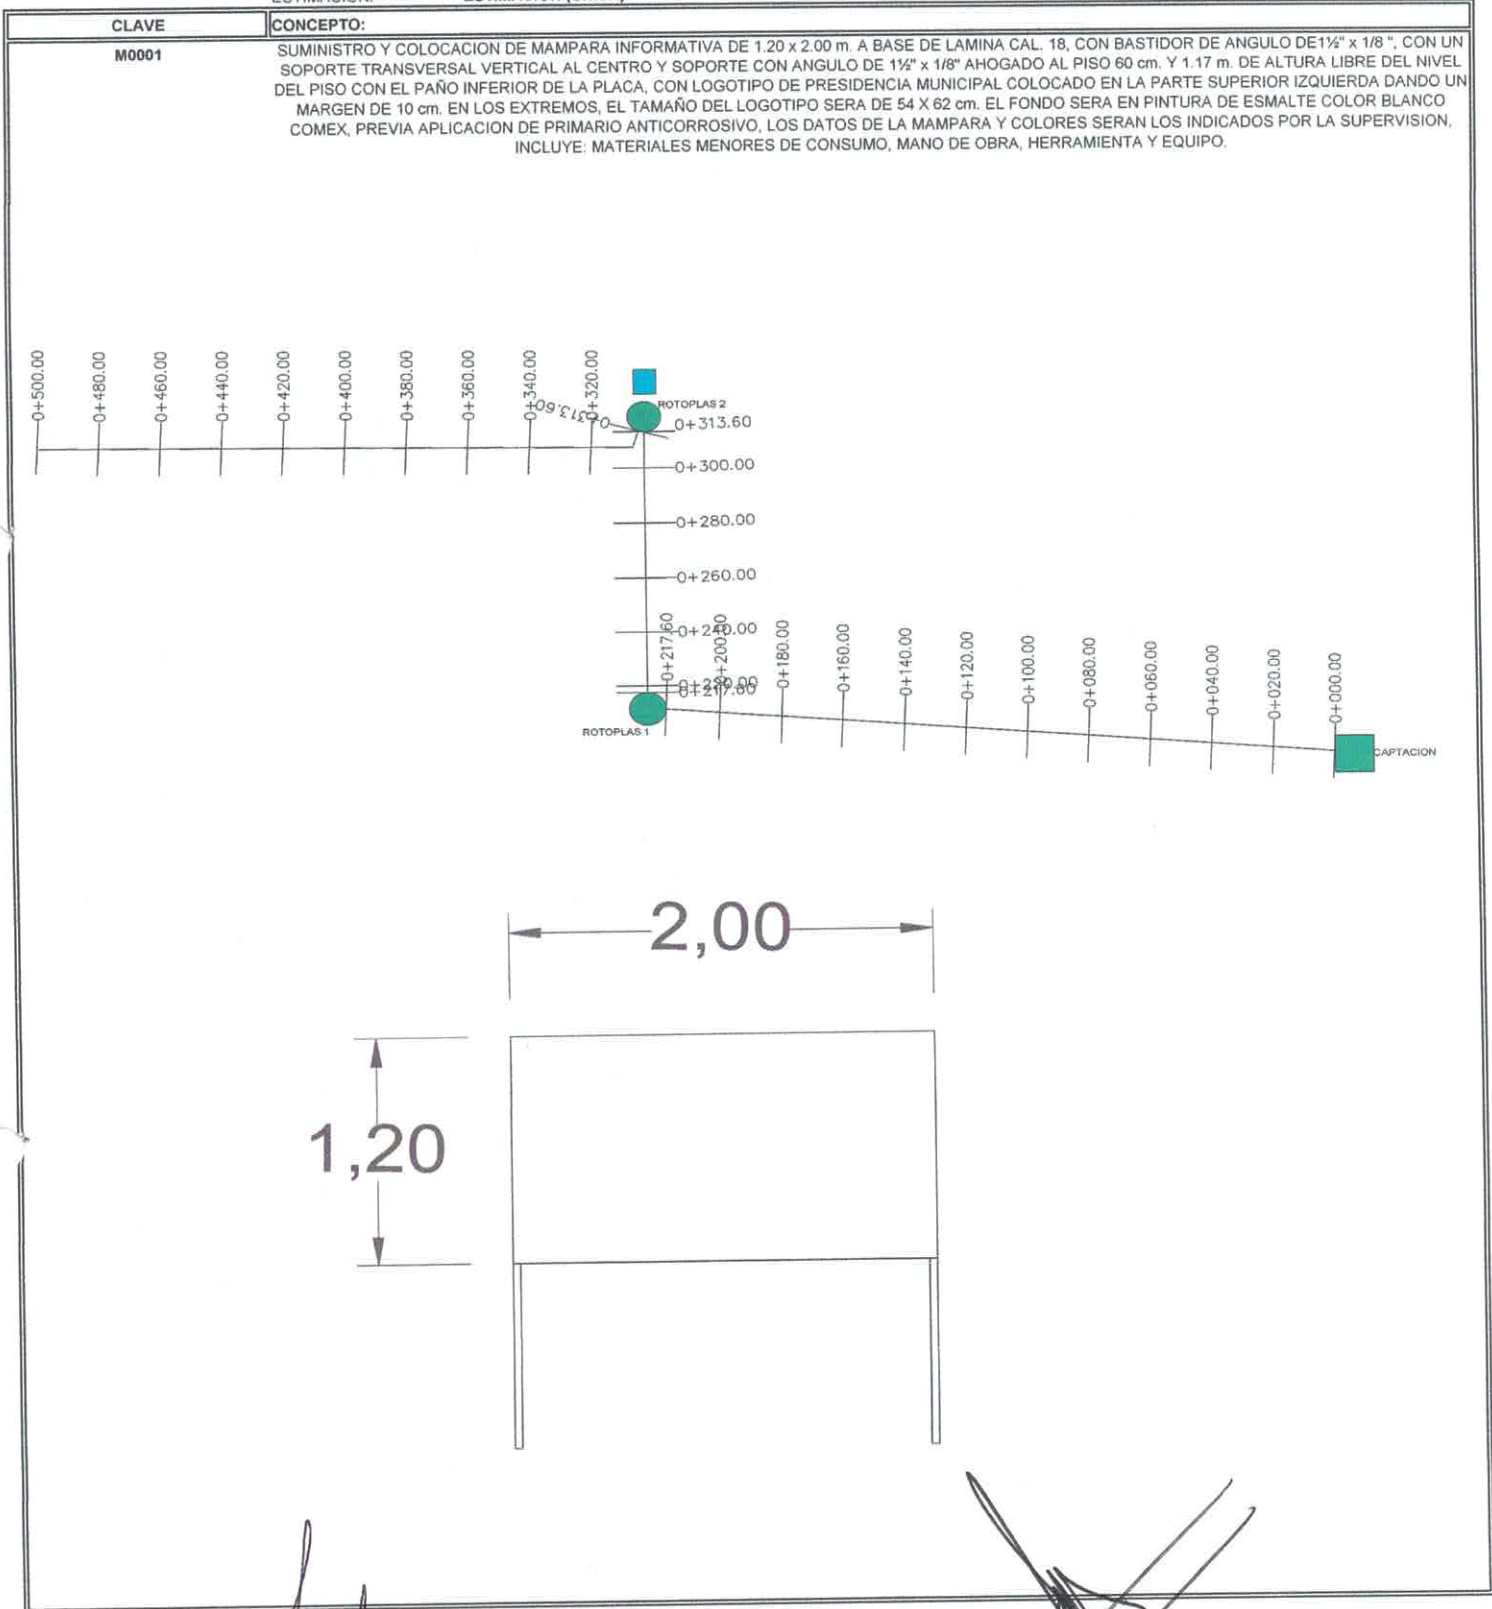 CLAVE
CONCEPTO:
M0001
SUMINISTRO Y COLOCACION DE MAMPARA INFORMATIVA DE 1.20 x 2.00 m. A BASE DE LAMINA CAL. 18, CON BASTIDOR DE ANGULO DE1½" x 1/8 ", CON UN
SOPORTE TRANSVERSAL VERTICAL AL CENTRO Y SOPORTE CON ANGULO DE 1½" x 1/8" AHOGADO AL PISO 60 cm. Y 1.17 m. DE ALTURA LIBRE DEL NIVEL
DEL PISO CON EL PAÑO INFERIOR DE LA PLACA, CON LOGOTIPO DE PRESIDENCIA MUNICIPAL COLOCADO EN LA PARTE SUPERIOR IZQUIERDA DANDO UN
MARGEN DE 10 cm. EN LOS EXTREMOS, EL TAMAÑO DEL LOGOTIPO SERA DE 54 X 62 cm. EL FONDO SERA EN PINTURA DE ESMALTE COLOR BLANCO
COMEX, PREVIA APLICACION DE PRIMARIO ANTICORROSIVO, LOS DATOS DE LA MAMPARA Y COLORES SERAN LOS INDICADOS POR LA SUPERVISION,
INCLUYE: MATERIALES MENORES DE CONSUMO, MANO DE OBRA, HERRAMIENTA Y EQUIPO.
0+500.00
0+480.00
0+460.00
0+440.00
0+420.00
0+400.00
0+380.00
0+360.00
0+340.00
0+320.00
0+313.60
ROTOPLAS 2
0+313.60
0+300.00
0+280.00
0+260.00
0+240.00
0+220.00
0+217.60
ROTOPLAS 1
0+217.60
0+200.00
0+180.00
0+160.00
0+140.00
0+120.00
0+100.00
0+080.00
0+060.00
0+040.00
0+020.00
0+000.00
CAPTACION
2,00
1,20